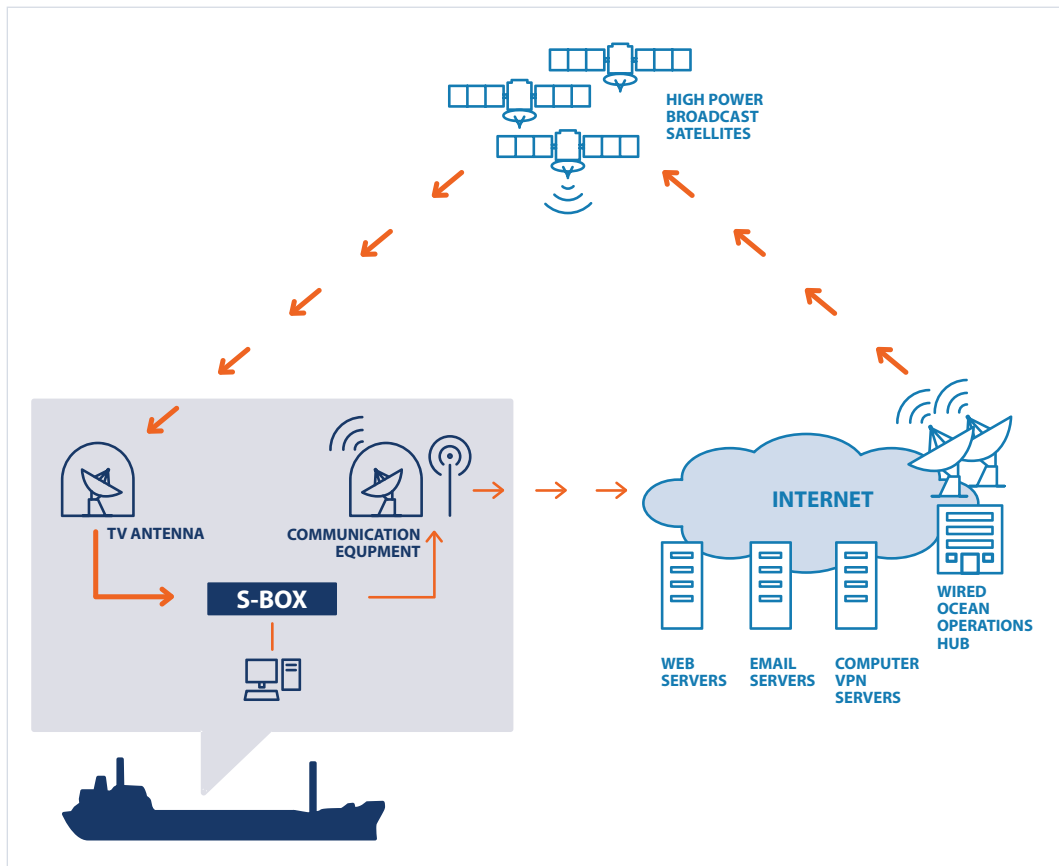 HIGH POWER
BROADCAST
SATELLITES
TV ANTENNA
COMMUNICATION
EQUPMENT
S-BOX
INTERNET
WEB
SERVERS
EMAIL
SERVERS
COMPUTER
VPN
SERVERS
WIRED
OCEAN
OPERATIONS
HUB